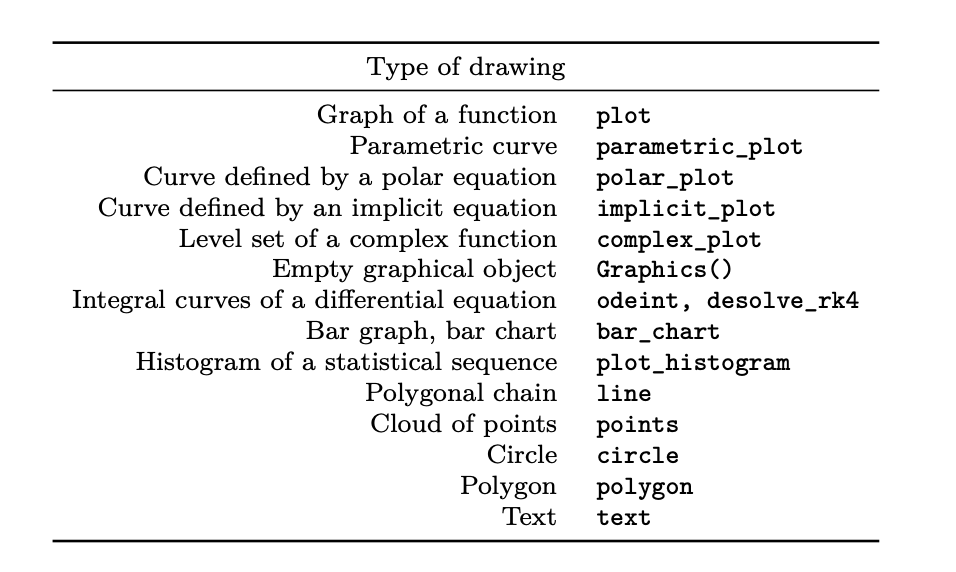 Type of drawing
Graph of a function plot
Parametric curve parametric_plot
Curve defined by a polar equation polar_plot
Curve defined by an implicit equation implicit_plot
Level set of a complex function complex_plot
Empty graphical object Graphics()
Integral curves of a differential equation odeint, desolve_rk4
Bar graph, bar chart bar_chart
Histogram of a statistical sequence plot_histogram
Polygonal chain line
Cloud of points points
Circle circle
Polygon polygon
Text text